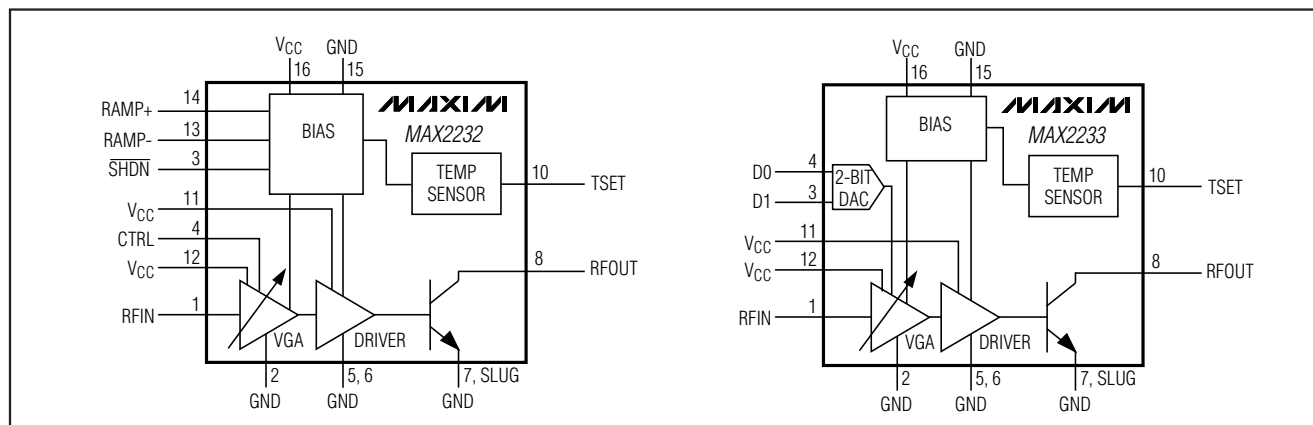 VCC GND
16 15
MAXIM
MAX2232
RAMP+ 14
RAMP- 13
SHDN 3
BIAS
TEMP
SENSOR
10 TSET
VCC 11
CTRL 4
VCC 12
RFIN 1
8 RFOUT
VGA DRIVER
2 5, 6 7, SLUG
GND GND GND
VCC GND
16 15
MAXIM
MAX2233
BIAS
D0 4
D1 3
2-BIT
DAC
TEMP
SENSOR
10 TSET
VCC 11
VCC 12
RFIN 1
8 RFOUT
VGA DRIVER
2 5, 6 7, SLUG
GND GND GND